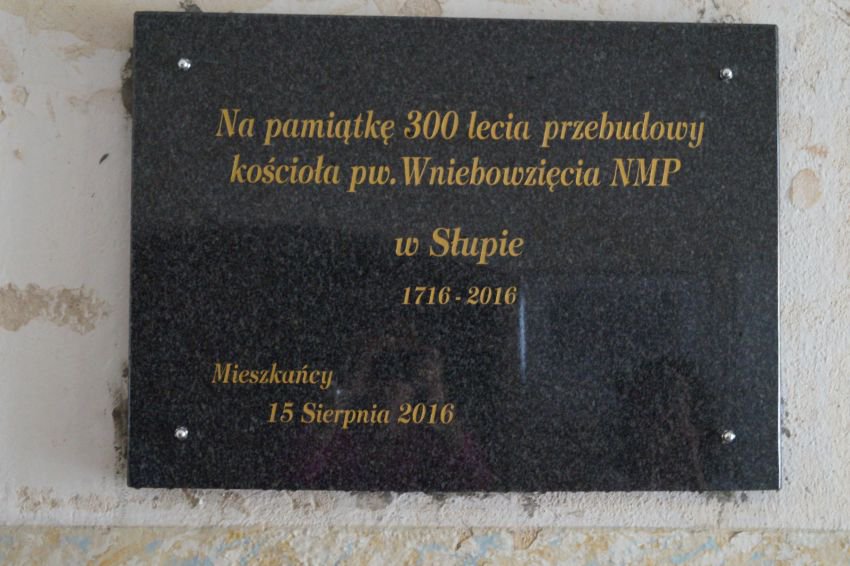 Na pamiątkę 300 lecia przebudowy
kościoła pw. Wniebowzięcia NMP
w Słupie
1716 - 2016
Mieszkańcy
15 Sierpnia 2016